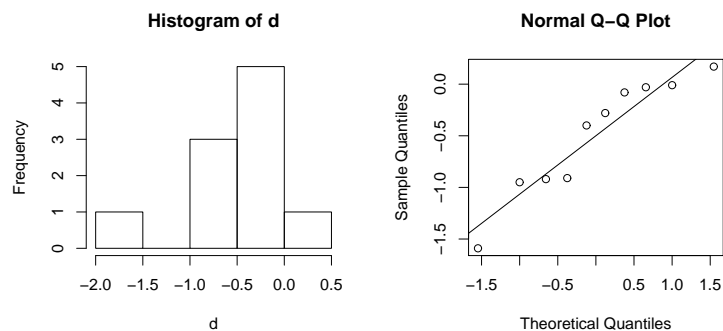 Histogram of d
Frequency
0 1 2 3 4 5
−2.0 −1.5 −1.0 −0.5 0.0 0.5
d
Normal Q−Q Plot
Sample Quantiles
−1.5 −1.0 −0.5 0.0
−1.5 −0.5 0.0 0.5 1.0 1.5
Theoretical Quantiles